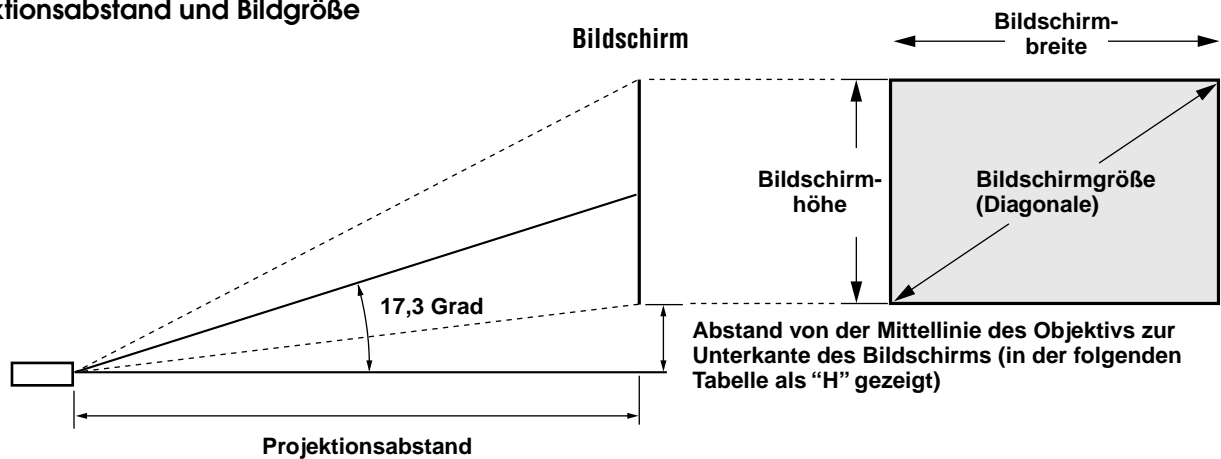 ktionsabstand und Bildgröße
Bildschirm
Bildschirm-
breite
Bildschirm-
höhe
Bildschirmgröße
(Diagonale)
17,3 Grad
Abstand von der Mittellinie des Objektivs zur
Unterkante des Bildschirms (in der folgenden
Tabelle als “H” gezeigt)
Projektionsabstand